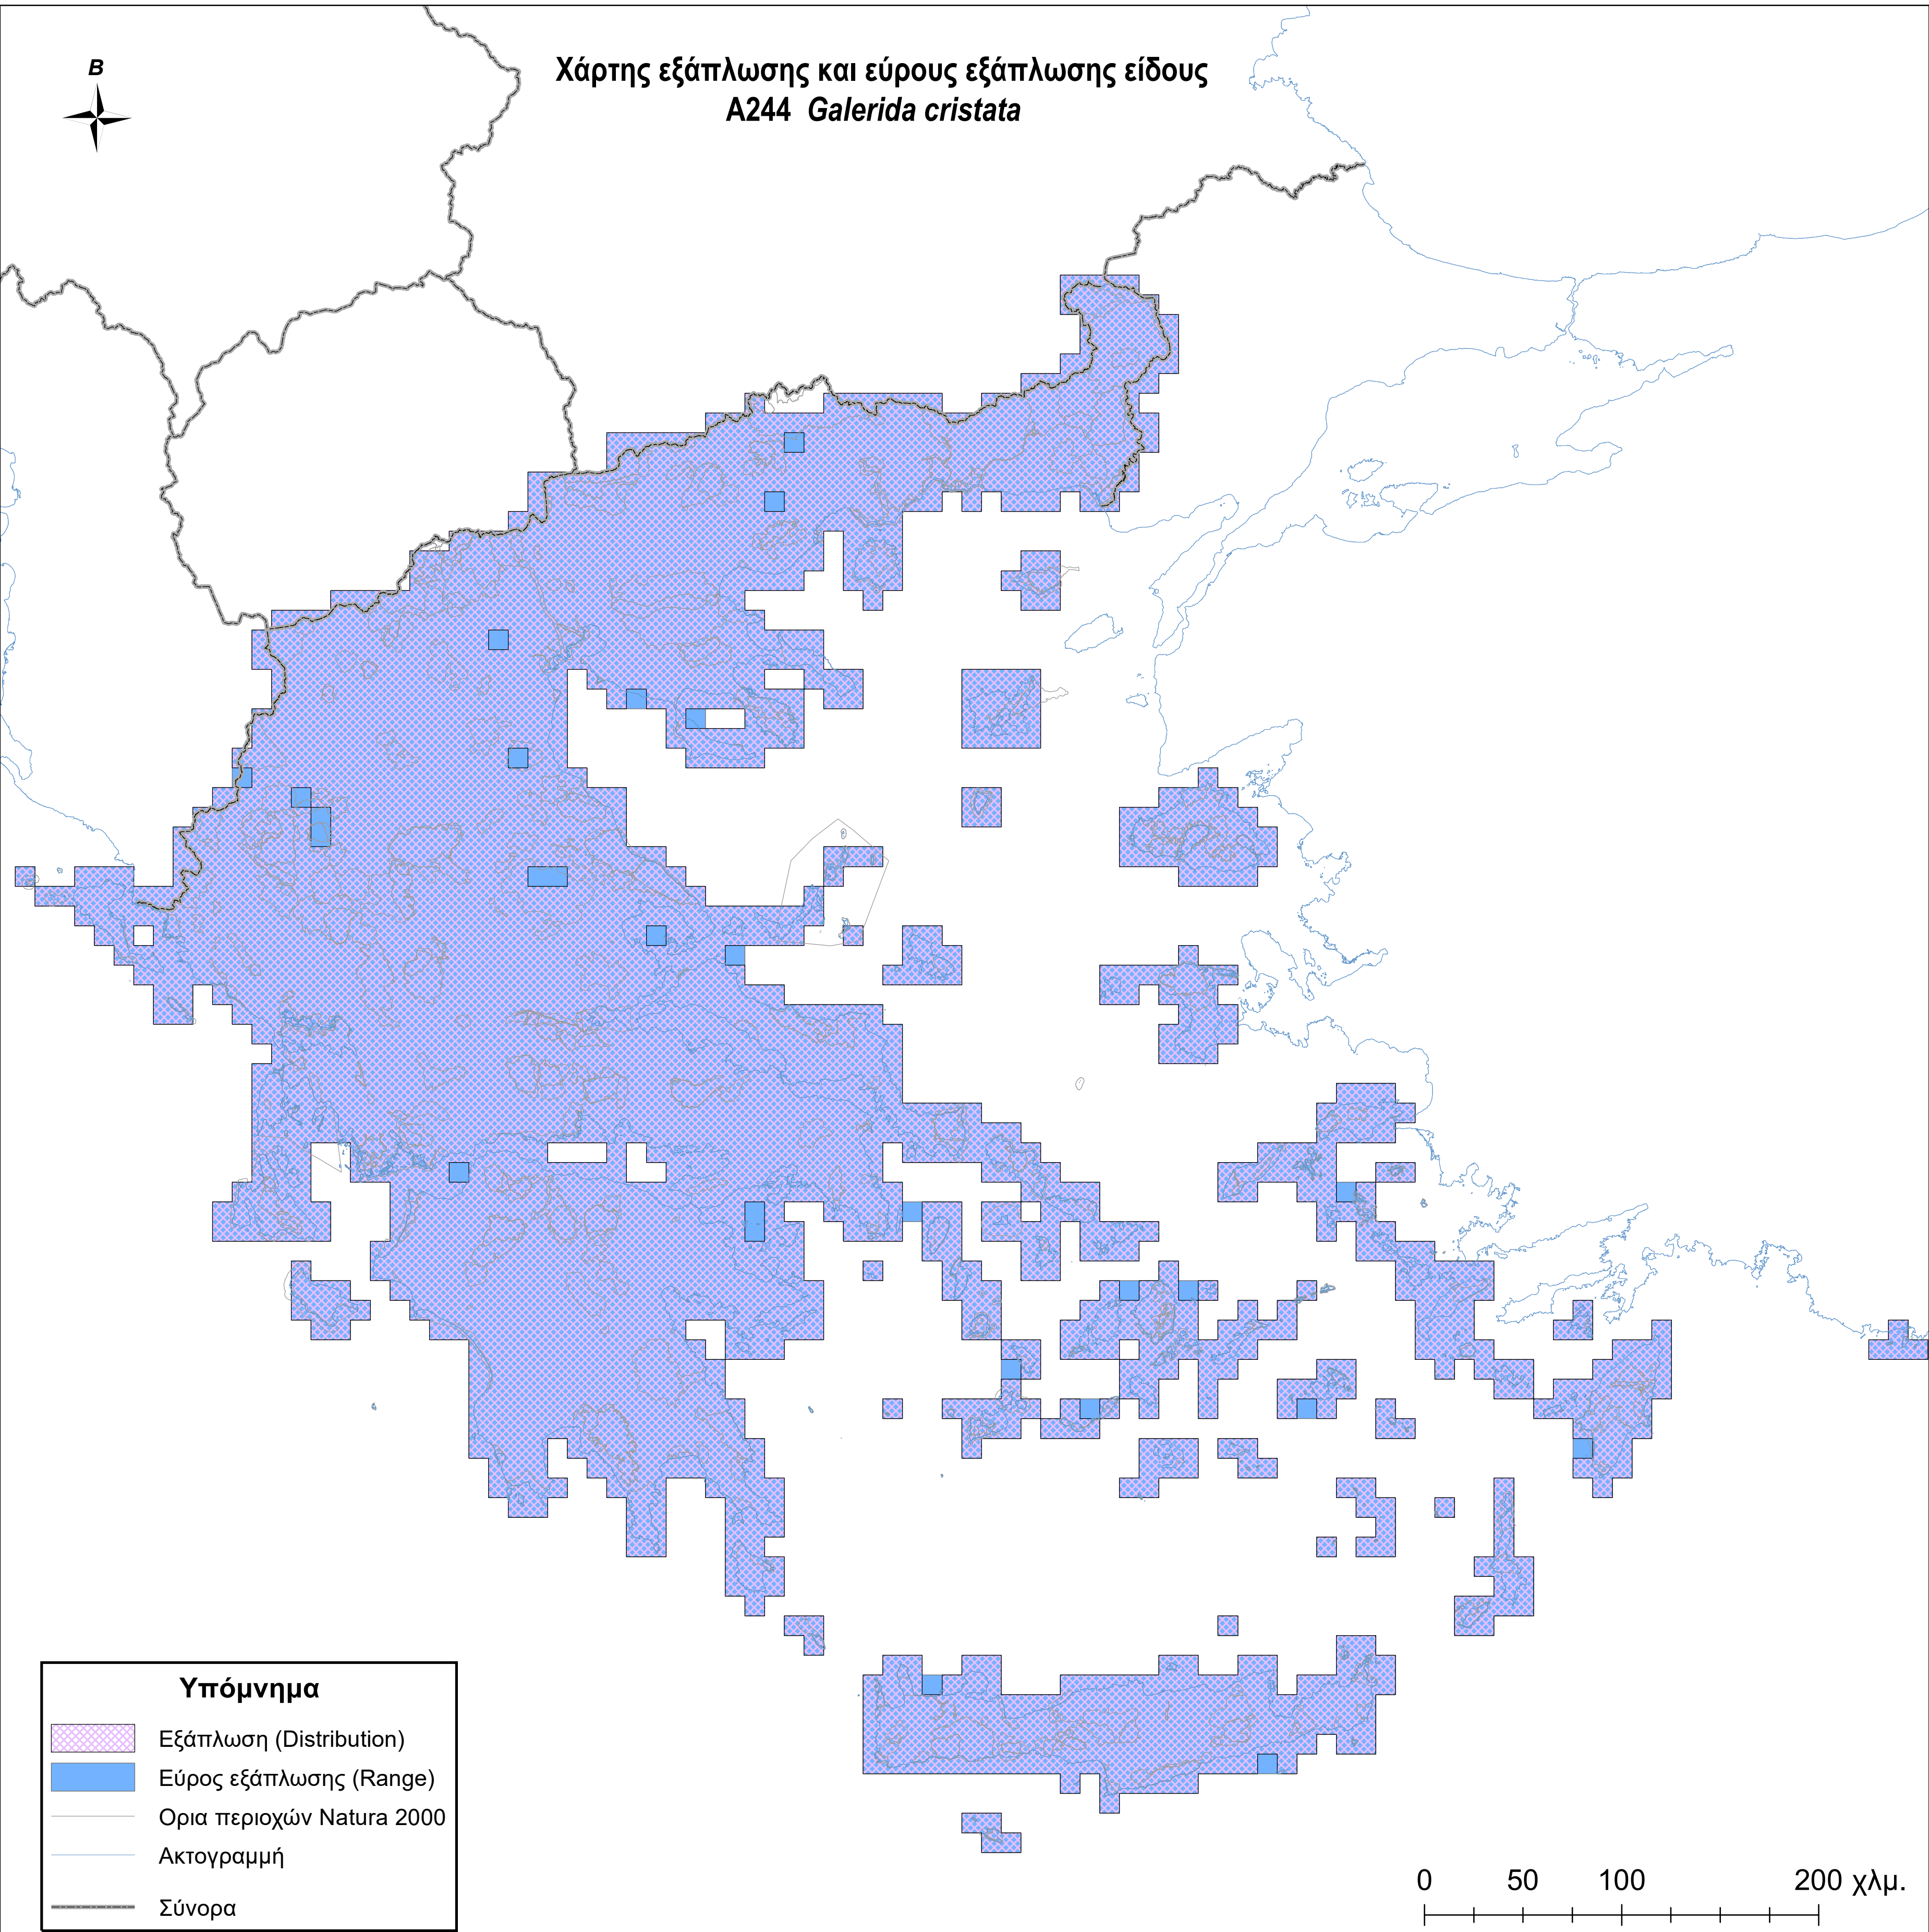 Β
Χάρτης εξάπλωσης και εύρους εξάπλωσης είδους
A244 Galerida cristata
Υπόμνημα
Εξάπλωση (Distribution)
Εύρος εξάπλωσης (Range)
Ορια περιοχών Natura 2000
Ακτογραμμή
Σύνορα
0 50 100 200 χλμ.